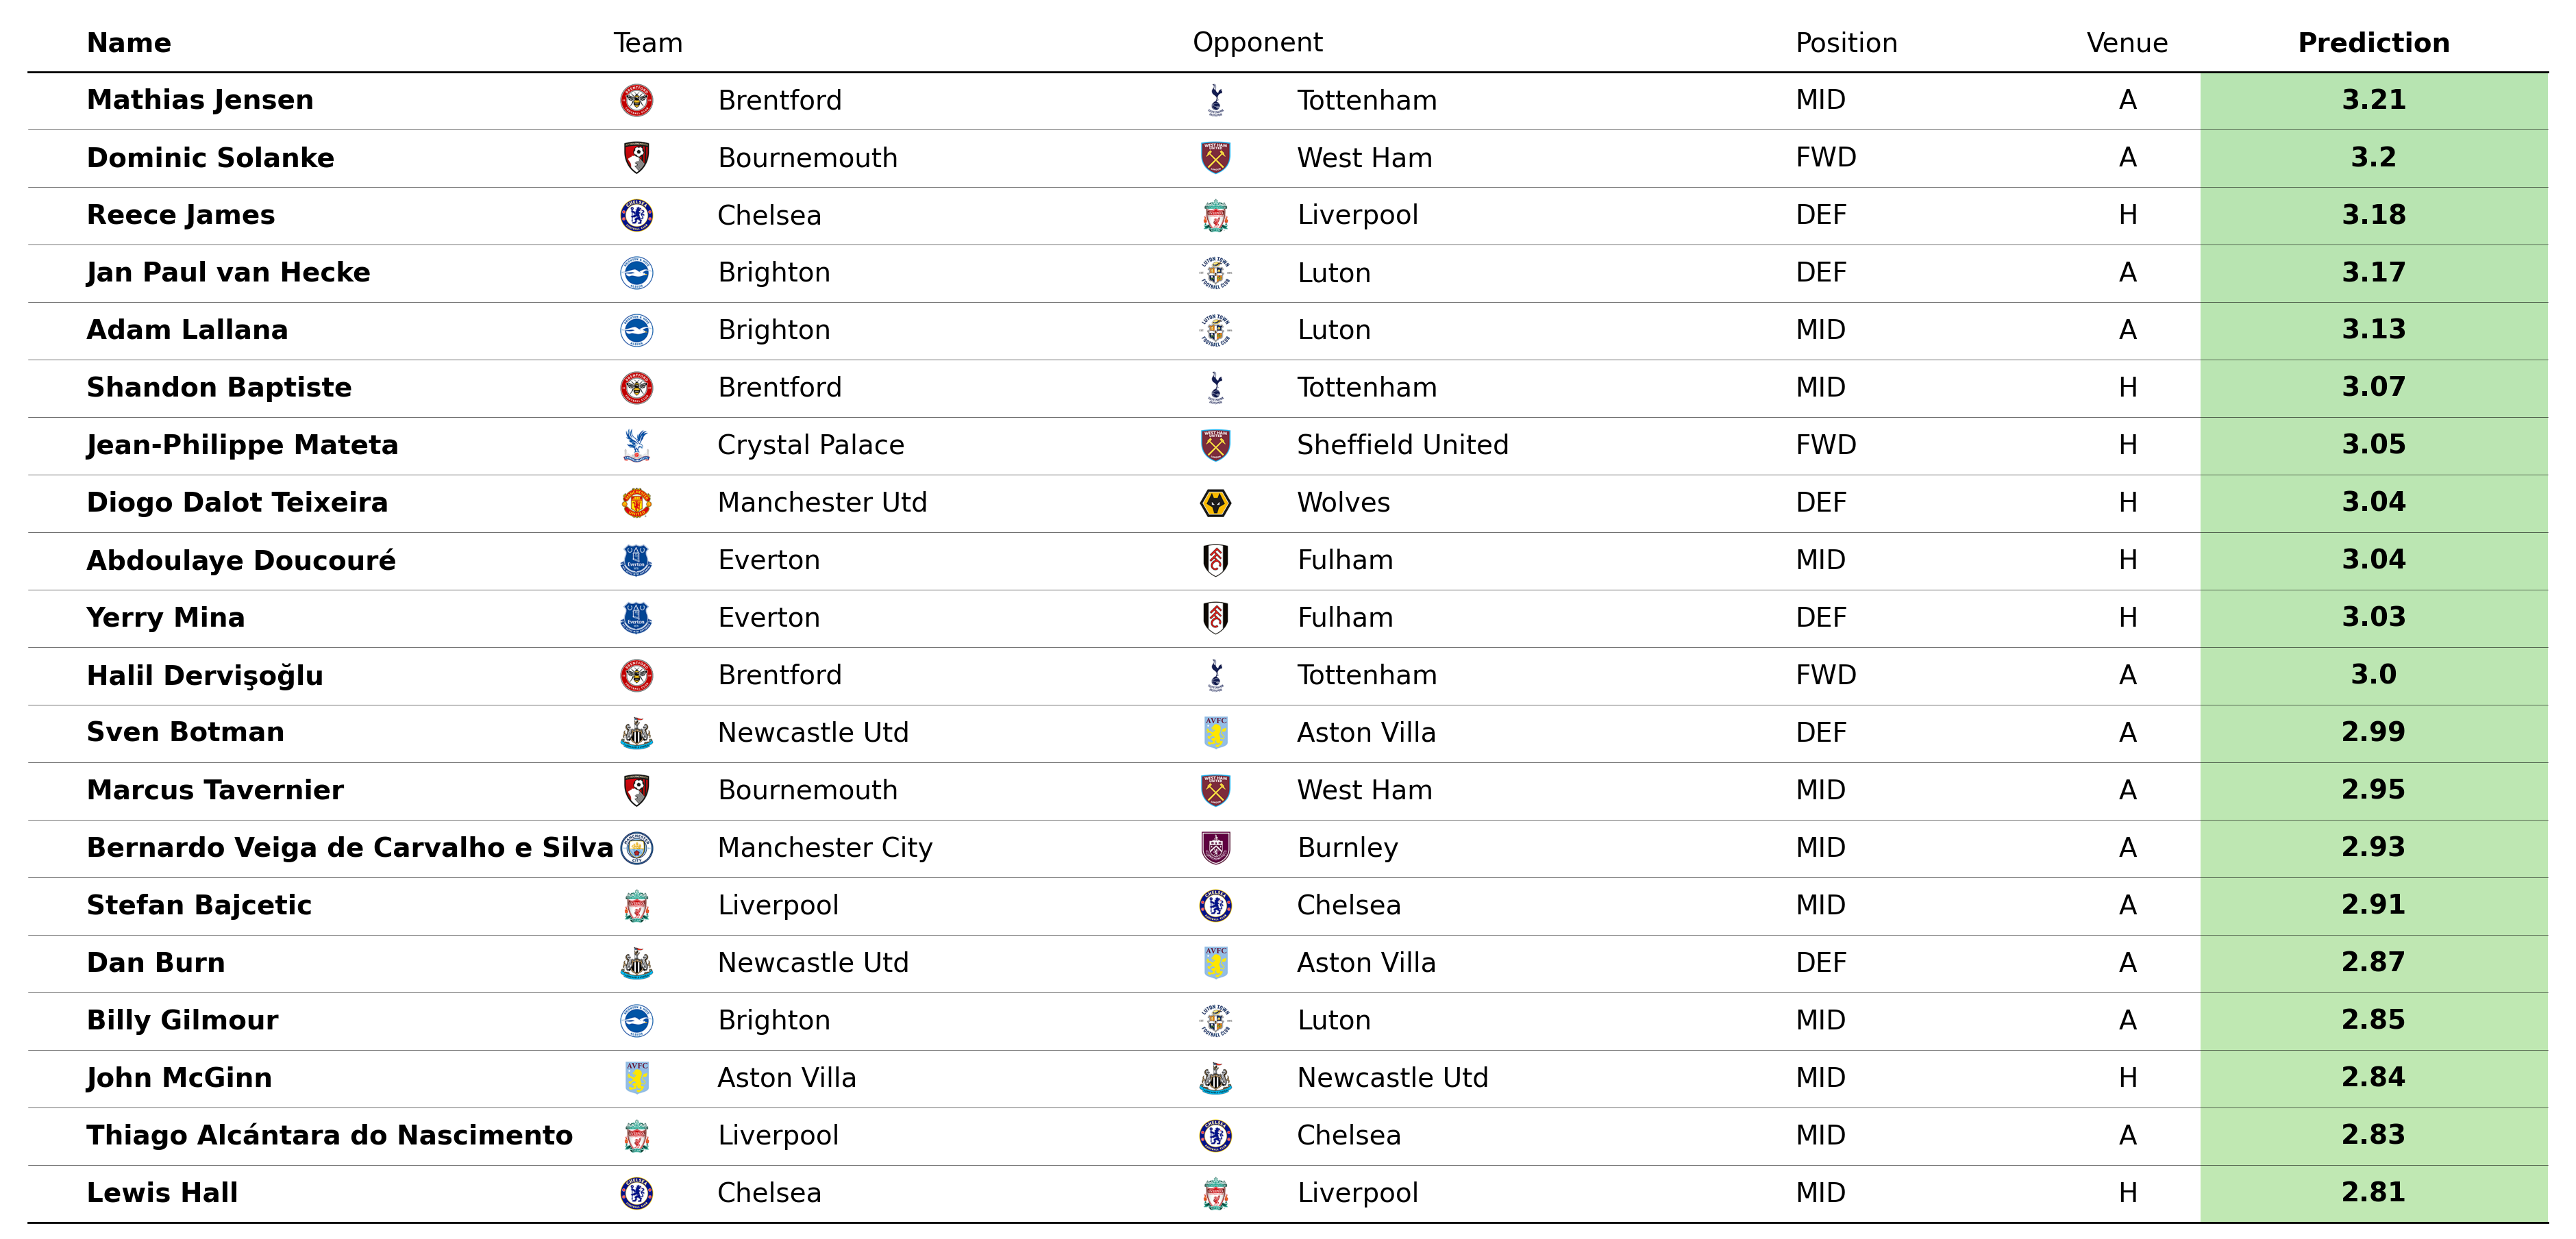 Name Team Opponent Position Venue Prediction
Mathias Jensen Brentford Tottenham MID A 3.21
Dominic Solanke Bournemouth West Ham FWD A 3.2
Reece James Chelsea Liverpool DEF H 3.18
Jan Paul van Hecke Brighton Luton DEF A 3.17
Adam Lallana Brighton Luton MID A 3.13
Shandon Baptiste Brentford Tottenham MID H 3.07
Jean-Philippe Mateta Crystal Palace Sheffield United FWD H 3.05
Diogo Dalot Teixeira Manchester Utd Wolves DEF H 3.04
Abdoulaye Doucouré Everton Fulham MID H 3.04
Yerry Mina Everton Fulham DEF H 3.03
Halil Dervişoğlu Brentford Tottenham FWD A 3.0
Sven Botman Newcastle Utd Aston Villa DEF A 2.99
Marcus Tavernier Bournemouth West Ham MID A 2.95
Bernardo Veiga de Carvalho e Silva Manchester City Burnley MID A 2.93
Stefan Bajcetic Liverpool Chelsea MID A 2.91
Dan Burn Newcastle Utd Aston Villa DEF A 2.87
Billy Gilmour Brighton Luton MID A 2.85
John McGinn Aston Villa Newcastle Utd MID H 2.84
Thiago Alcántara do Nascimento Liverpool Chelsea MID A 2.83
Lewis Hall Chelsea Liverpool MID H 2.81